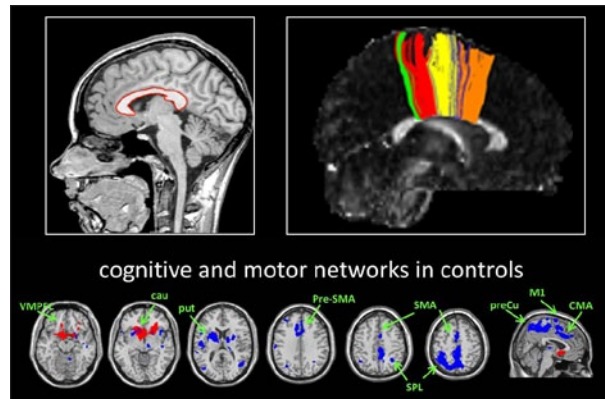 cognitive and motor networks in controls
VMPFC
cau
put
Pre-SMA
SMA
SPL
preCu
M1
CMA